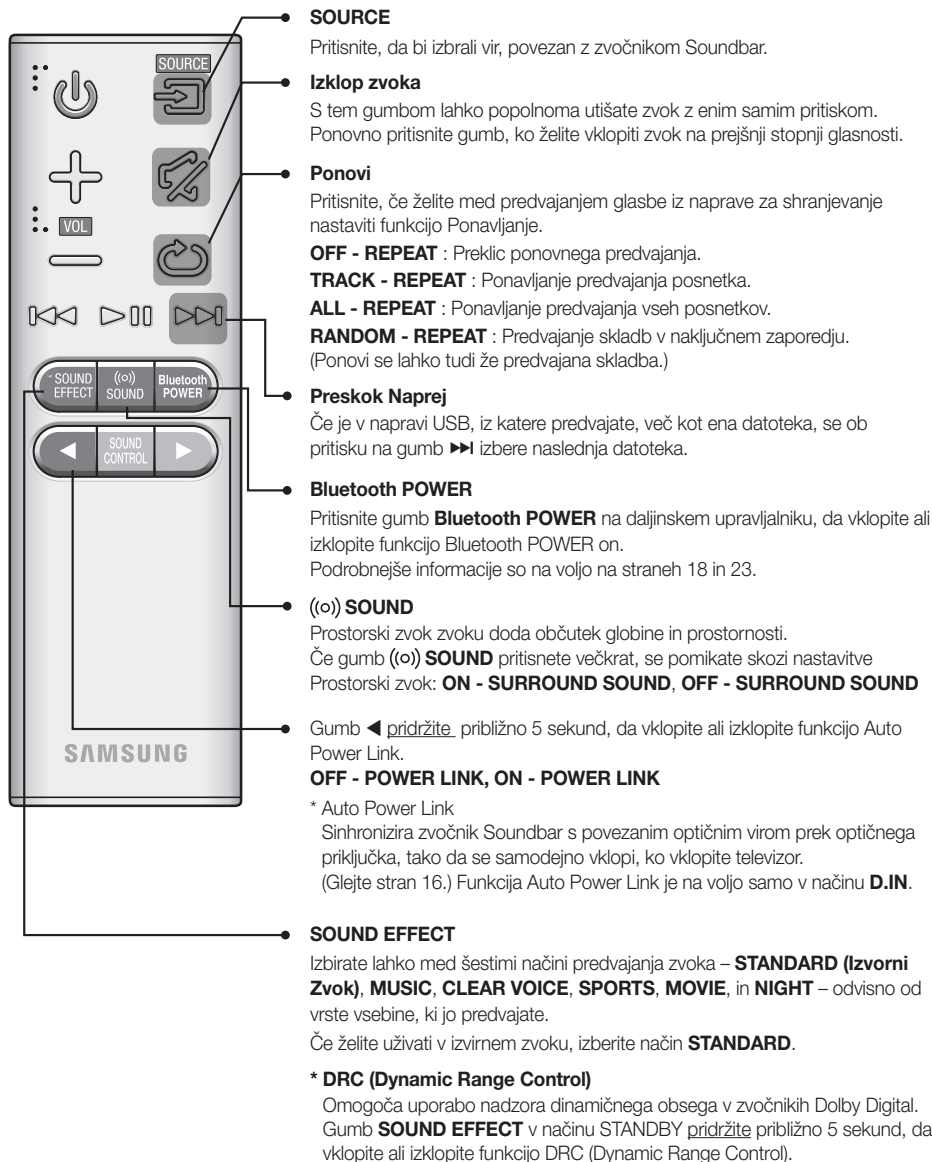 SOURCE
VOL
SOUND EFFECT
((o)) SOUND
Bluetooth POWER
SOUND CONTROL
SAMSUNG
SOURCE
Pritisnite, da bi izbrali vir, povezan z zvočnikom Soundbar.
Izklop zvoka
S tem gumbom lahko popolnoma utišate zvok z enim samim pritiskom.
Ponovno pritisnite gumb, ko želite vklopiti zvok na prejšnji stopnji glasnosti.
Ponovi
Pritisnite, če želite med predvajanjem glasbe iz naprave za shranjevanje
nastaviti funkcijo Ponavljanje.
OFF - REPEAT : Preklic ponovnega predvajanja.
TRACK - REPEAT : Ponavljanje predvajanja posnetka.
ALL - REPEAT : Ponavljanje predvajanja vseh posnetkov.
RANDOM - REPEAT : Predvajanje skladb v naključnem zaporedju.
(Ponovi se lahko tudi že predvajana skladba.)
Preskok Naprej
Če je v napravi USB, iz katere predvajate, več kot ena datoteka, se ob
pritisku na gumb ▶▶I izbere naslednja datoteka.
Bluetooth POWER
Pritisnite gumb Bluetooth POWER na daljinskem upravljalniku, da vklopite ali
izklopite funkcijo Bluetooth POWER on.
Podrobnejše informacije so na voljo na straneh 18 in 23.
((o)) SOUND
Prostorski zvok zvoku doda občutek globine in prostornosti.
Če gumb ((o)) SOUND pritisnete večkrat, se pomikate skozi nastavitve
Prostorski zvok: ON - SURROUND SOUND, OFF - SURROUND SOUND
Gumb ◀ pridržite približno 5 sekund, da vklopite ali izklopite funkcijo Auto
Power Link.
OFF - POWER LINK, ON - POWER LINK
* Auto Power Link
Sinhronizira zvočnik Soundbar s povezanim optičnim virom prek optičnega
priključka, tako da se samodejno vklopi, ko vklopite televizor.
(Glejte stran 16.) Funkcija Auto Power Link je na voljo samo v načinu D.IN.
SOUND EFFECT
Izbirate lahko med šestimi načini predvajanja zvoka – STANDARD (Izvorni
Zvok), MUSIC, CLEAR VOICE, SPORTS, MOVIE, in NIGHT – odvisno od
vrste vsebine, ki jo predvajate.
Če želite uživati v izvirnem zvoku, izberite način STANDARD.
* DRC (Dynamic Range Control)
Omogoča uporabo nadzora dinamičnega obsega v zvočnikih Dolby Digital.
Gumb SOUND EFFECT v načinu STANDBY pridržite približno 5 sekund, da
vklopite ali izklopite funkcijo DRC (Dynamic Range Control).